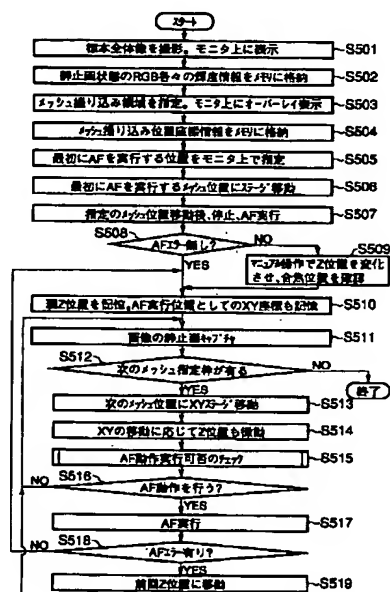 スタート
標本全体像を撮影。モニタ上に表示 S501
静止画状態のRGB各々の輝度情報をメモリに格納 S502
メッシュ撮り込み領域を指定。モニタ上にオーバーレイ表示 S503
メッシュ撮り込み位置座標情報をメモリに格納 S504
最初にAFを実行する位置をモニタ上で指定 S505
最初にAFを実行するメッシュ位置にステージ移動 S506
指定のメッシュ位置移動後、停止、AF実行 S507
S508
AFエラー無し? NO S509
YES
マニュアル操作でZ位置を変化
させ、合焦位置を確認
現Z位置を記憶。AF実行位置としてのXY座標も記憶 S510
画像の静止画キャプチャ S511
S512
次のメッシュ指定枠が有る NO
YES
終了
次のメッシュ位置にXYステージ移動 S513
XYの移動に応じてZ位置も 動 S514
AF動作実行可否のチェック S515
S516
NO AF動作を行う?
YES
AF実行 S517
S518
NO AFエラー有り?
YES
前回Z位置に移動 S519